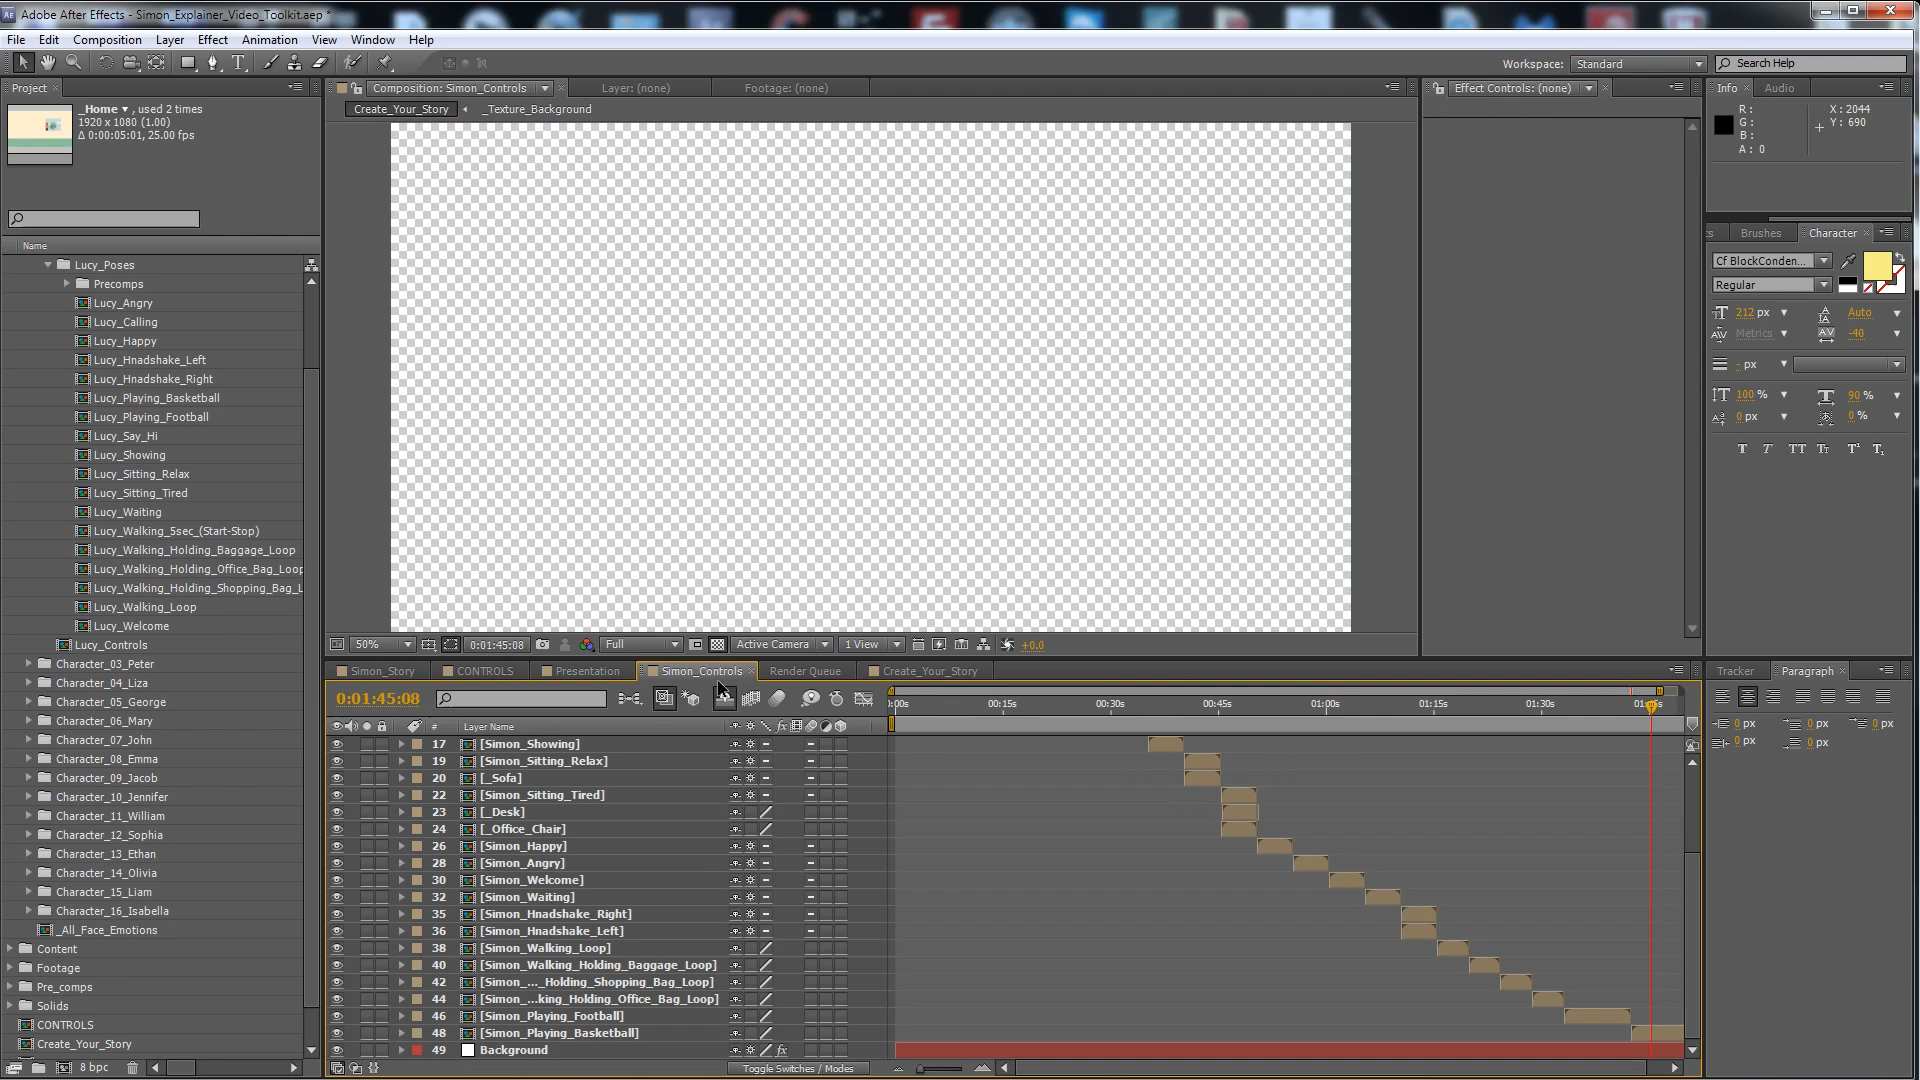 Adobe After Effects - Simon_Explainer_Video_Toolkit.aep *
File Edit Composition Layer Effect Animation View Window Help
Workspace: Standard Search Help
Project
_Home ▾ , used 2 times
1920 x 1080 (1.00)
Δ 0:00:05:01, 25.00 fps
Name
Lucy_Poses
Precomps
Lucy_Angry
Lucy_Calling
Lucy_Happy
Lucy_Hnadshake_Left
Lucy_Hnadshake_Right
Lucy_Playing_Basketball
Lucy_Playing_Football
Lucy_Say_Hi
Lucy_Showing
Lucy_Sitting_Relax
Lucy_Sitting_Tired
Lucy_Waiting
Lucy_Walking_5sec_(Start-Stop)
Lucy_Walking_Holding_Baggage_Loop
Lucy_Walking_Holding_Office_Bag_Loop
Lucy_Walking_Holding_Shopping_Bag_L
Lucy_Walking_Loop
Lucy_Welcome
Lucy_Controls
Character_03_Peter
Character_04_Liza
Character_05_George
Character_06_Mary
Character_07_John
Character_08_Emma
Character_09_Jacob
Character_10_Jennifer
Character_11_William
Character_12_Sophia
Character_13_Ethan
Character_14_Olivia
Character_15_Liam
Character_16_Isabella
_All_Face_Emotions
Content
Footage
Pre_comps
Solids
CONTROLS
Create_Your_Story
8 bpc
Composition: Simon_Controls Layer: (none) Footage: (none)
Create_Your_Story _Texture_Background
50% 0:01:45:08 Full Active Camera 1 View +0.0
Effect Controls: (none)
Info Audio
R: X: 2044
G: Y: 690
B:
A: 0
Brushes Character
Cf BlockConden...
Regular
212 px Auto
Metrics -40
- px
100 % 90 %
0 px 0 %
T T TT Tt T¹ T₁
Tracker Paragraph
0 px 0 px 0 px
0 px 0 px
Simon_Story CONTROLS Presentation Simon_Controls Render Queue Create_Your_Story
0:01:45:08
:00s 00:15s 00:30s 00:45s 01:00s 01:15s 01:30s 01:45s
# Layer Name
17 [Simon_Showing]
19 [Simon_Sitting_Relax]
20 [_Sofa]
22 [Simon_Sitting_Tired]
23 [_Desk]
24 [_Office_Chair]
26 [Simon_Happy]
28 [Simon_Angry]
30 [Simon_Welcome]
32 [Simon_Waiting]
35 [Simon_Hnadshake_Right]
36 [Simon_Hnadshake_Left]
38 [Simon_Walking_Loop]
40 [Simon_Walking_Holding_Baggage_Loop]
42 [Simon_..._Holding_Shopping_Bag_Loop]
44 [Simon_...king_Holding_Office_Bag_Loop]
46 [Simon_Playing_Football]
48 [Simon_Playing_Basketball]
49 Background
Toggle Switches / Modes